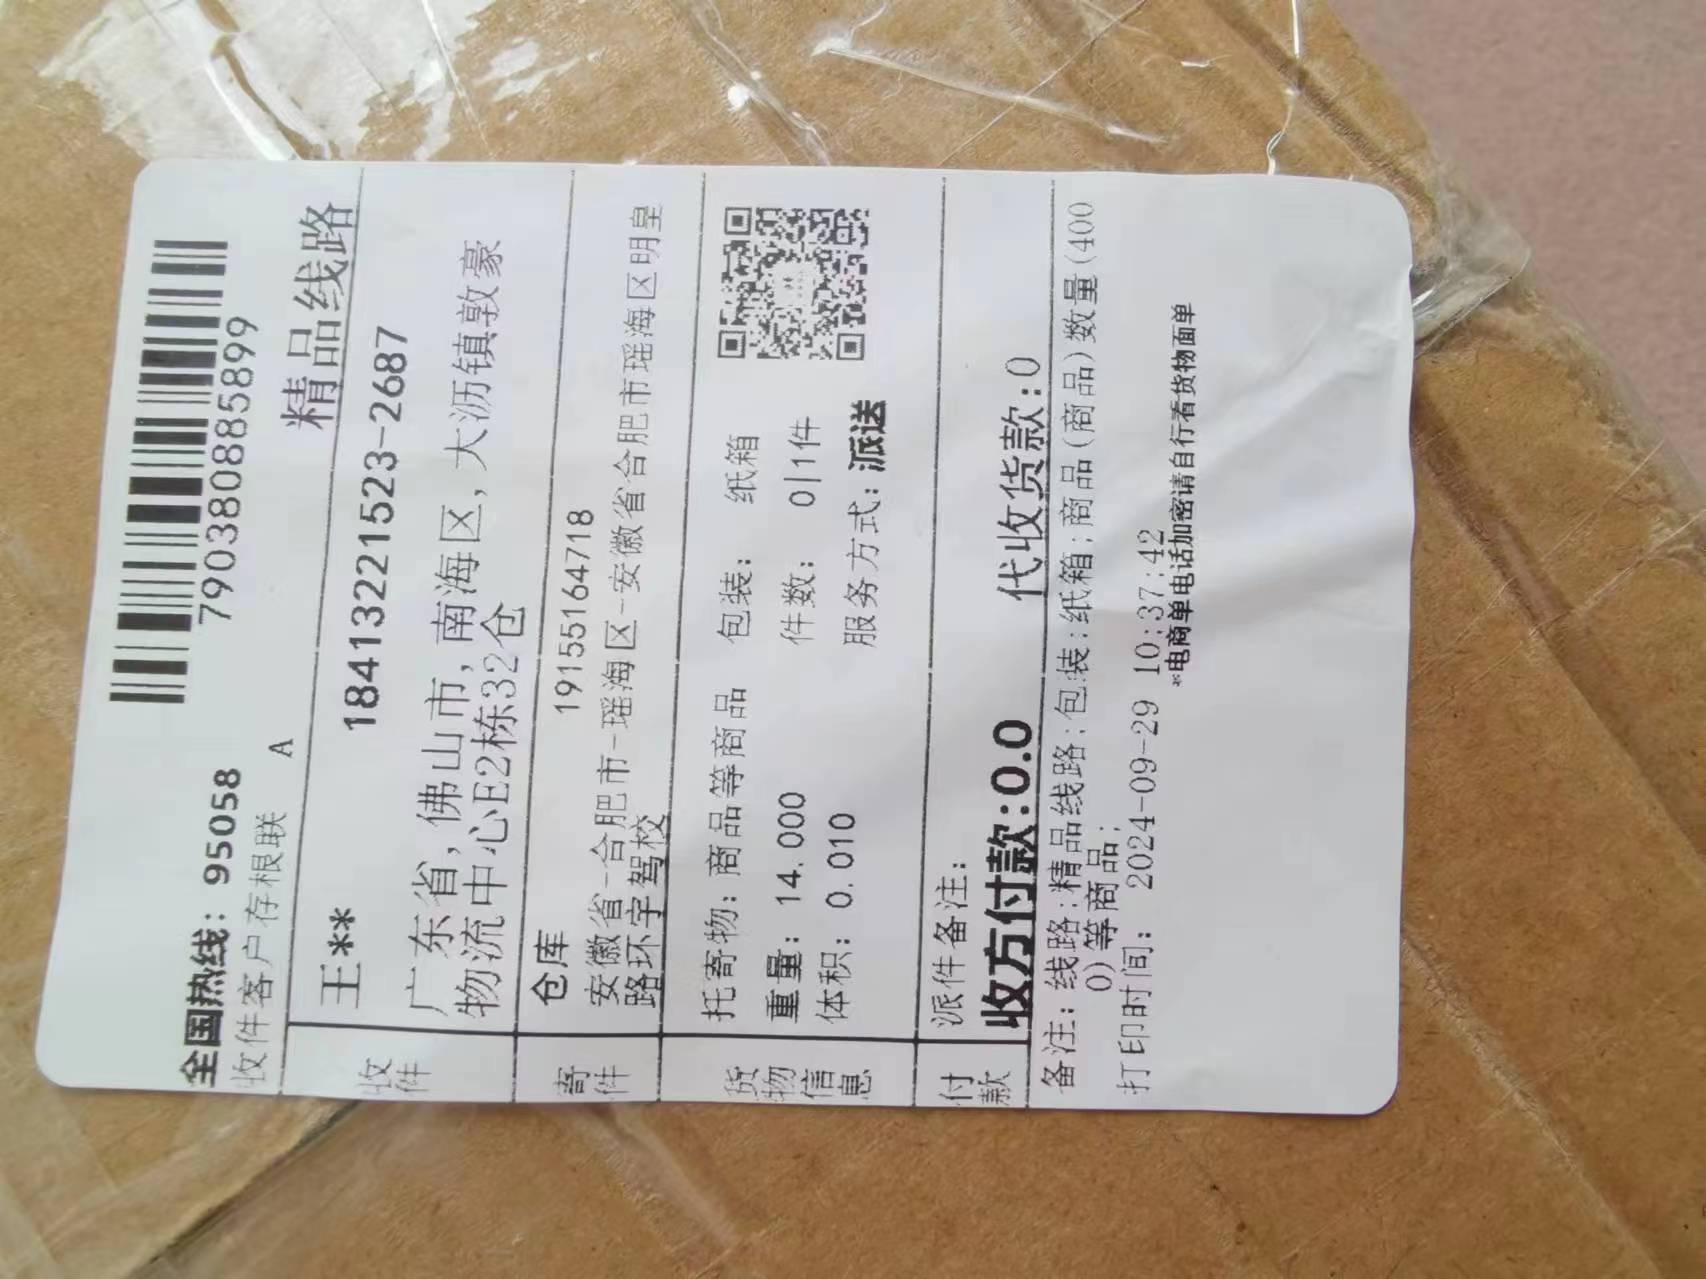 全国热线: 95058
收件客户存根联
A
790380885899
精品线路
收件
王** 18413221523-2687
广东省, 佛山市, 南海区, 大沥镇敦豪
物流中心E2栋32仓
寄件
仓库 19155164718
安徽省-合肥市-瑶海区-安徽省合肥市瑶海区明皇
路环宇驾校
货物信息
托寄物: 商品等商品 包装: 纸箱
重量: 14.000 件数: 0|1件
体积: 0.010 服务方式: 派送
派件备注:
付款
收方付款:0.0 代收货款:0
备注: 线路:精品线路;包装:纸箱;商品(商品)数量(400
0)等商品;
打印时间: 2024-09-29 10:37:42
*电商单电话加密请自行看货物面单